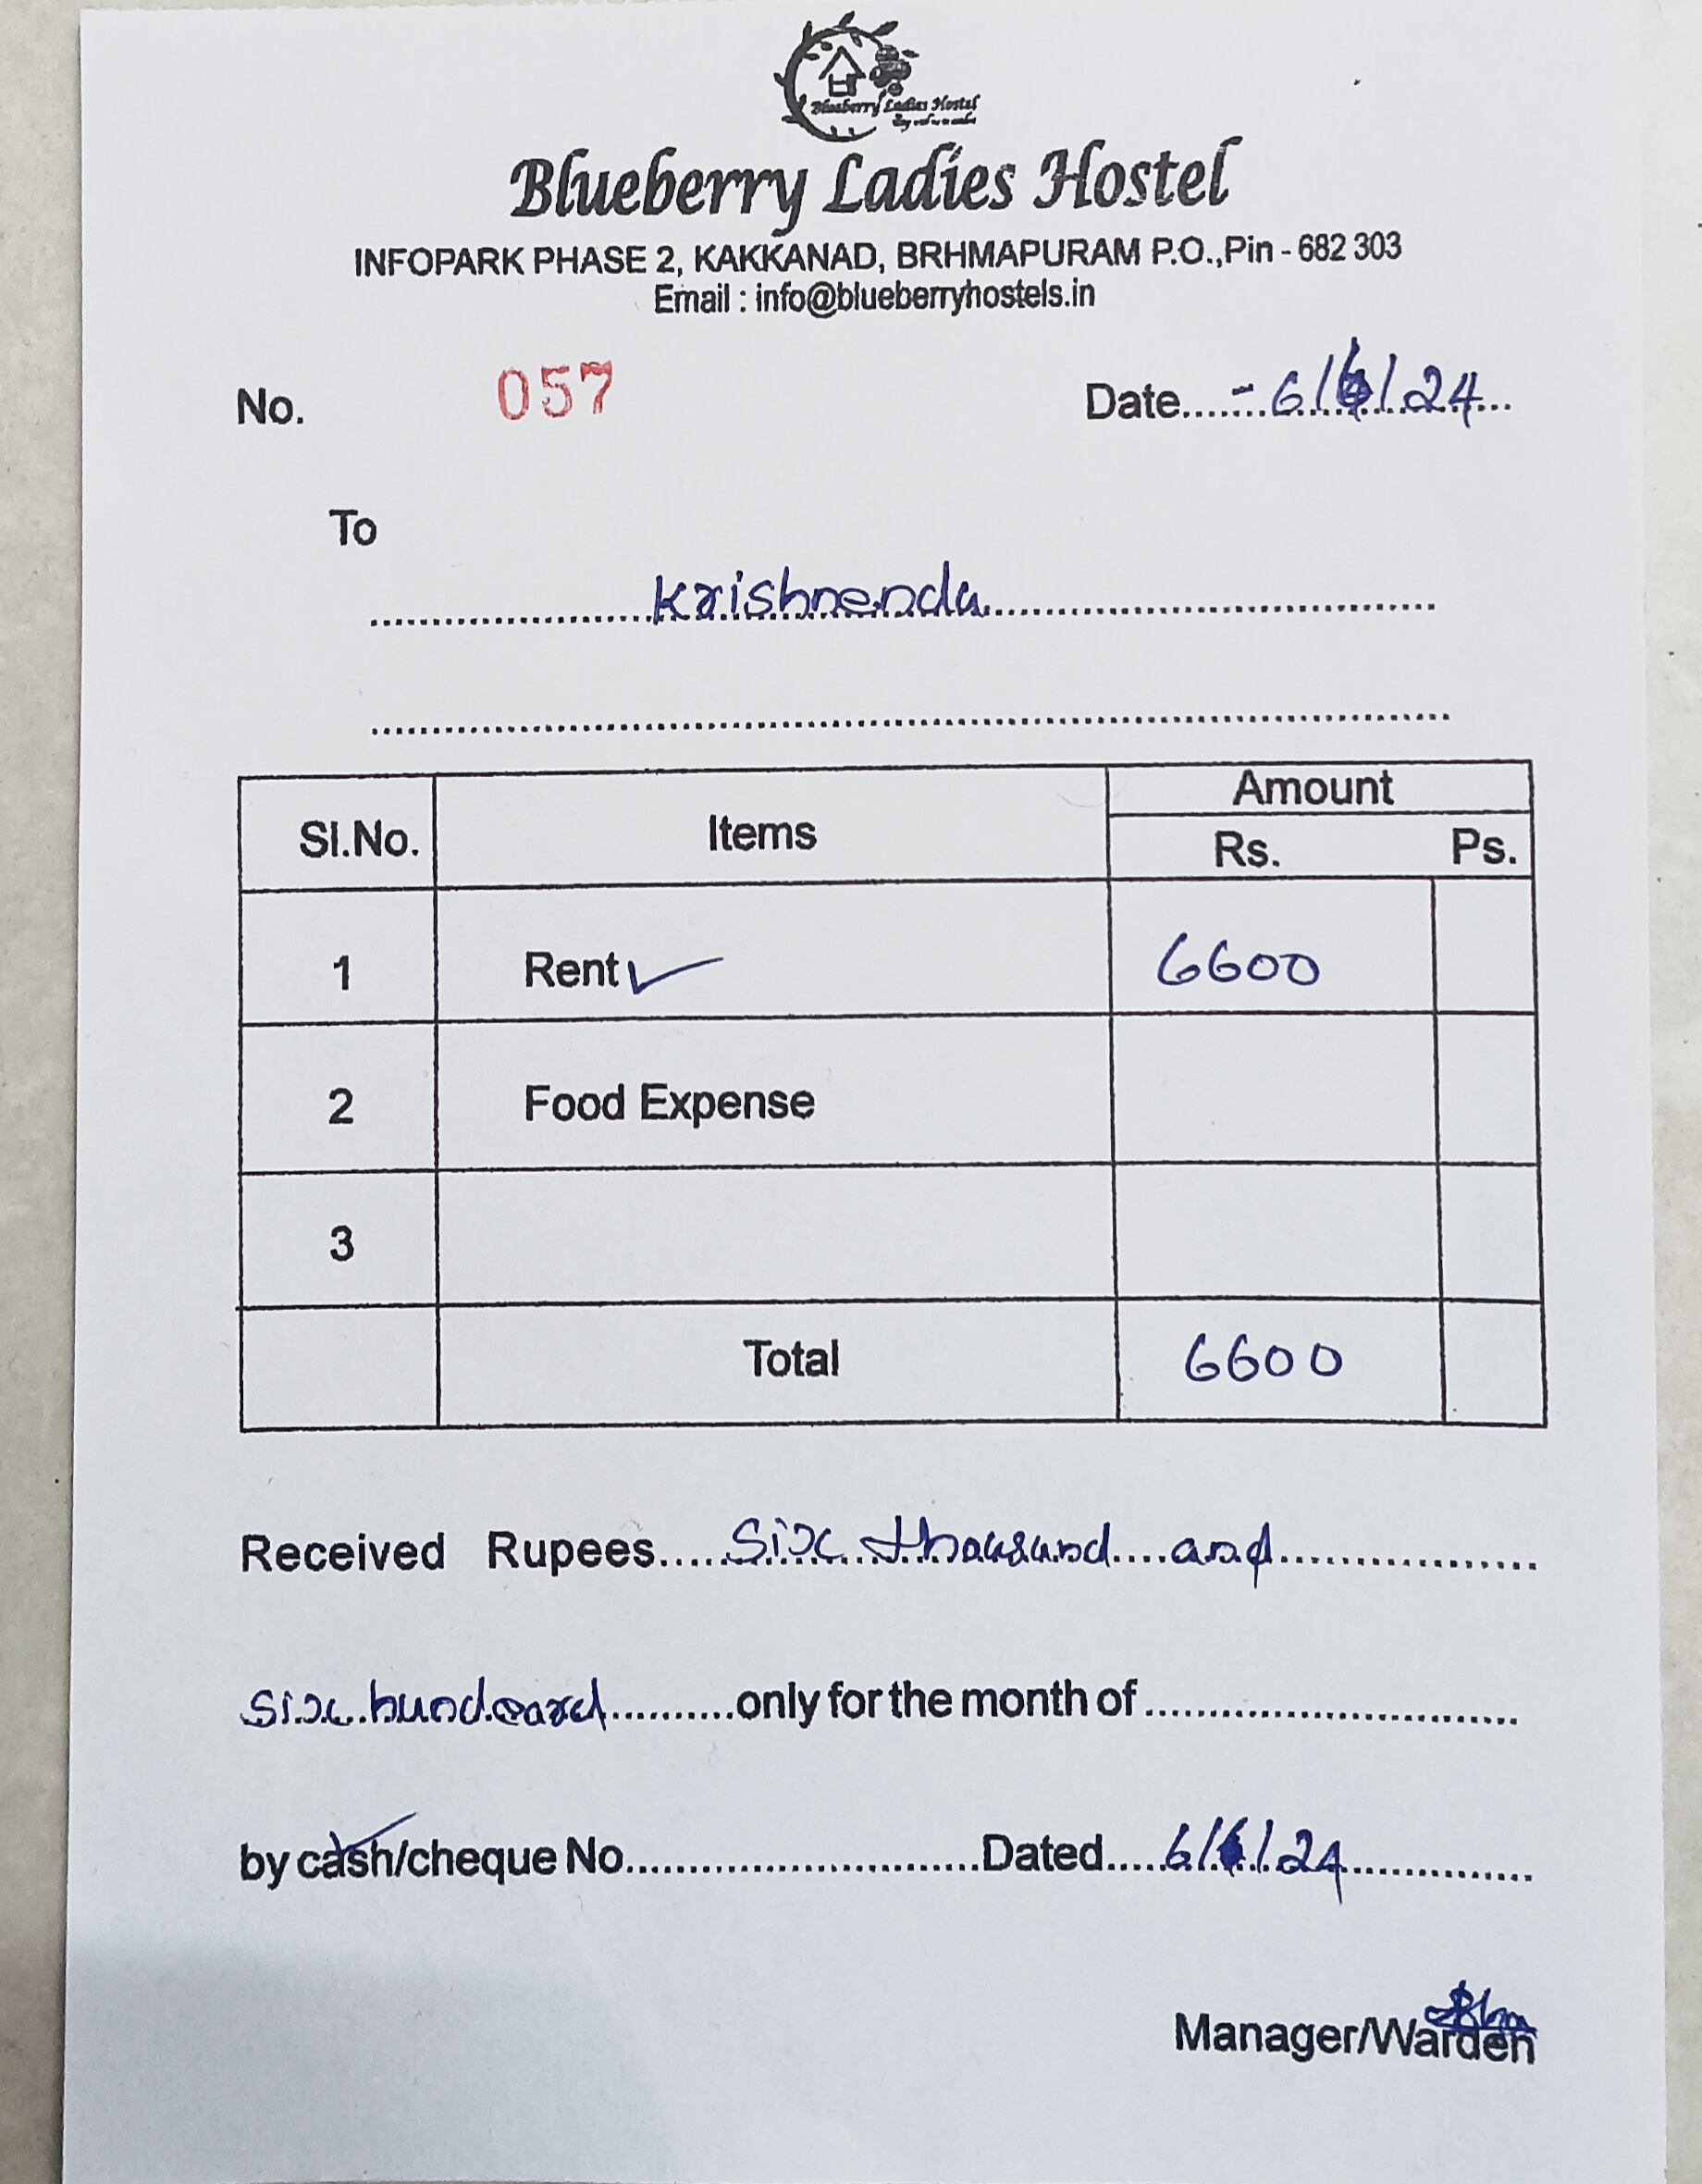 Blueberry Ladies Hostel
Blueberry Ladies Hostel
INFOPARK PHASE 2, KAKKANAD, BRHMAPURAM P.O.,Pin - 682 303
Email : info@blueberryhostels.in
No. 057 Date.......-6/6/24...
To
Krishnenda
Sl.No. Items Amount
Rs. Ps.
1 Rent ✓ 6600
2 Food Expense
3
Total 6600
Received Rupees.....Six thousand and
Six hundeard..........only for the month of
by cash/cheque No............................Dated.....6/6/24
Manager/Warden